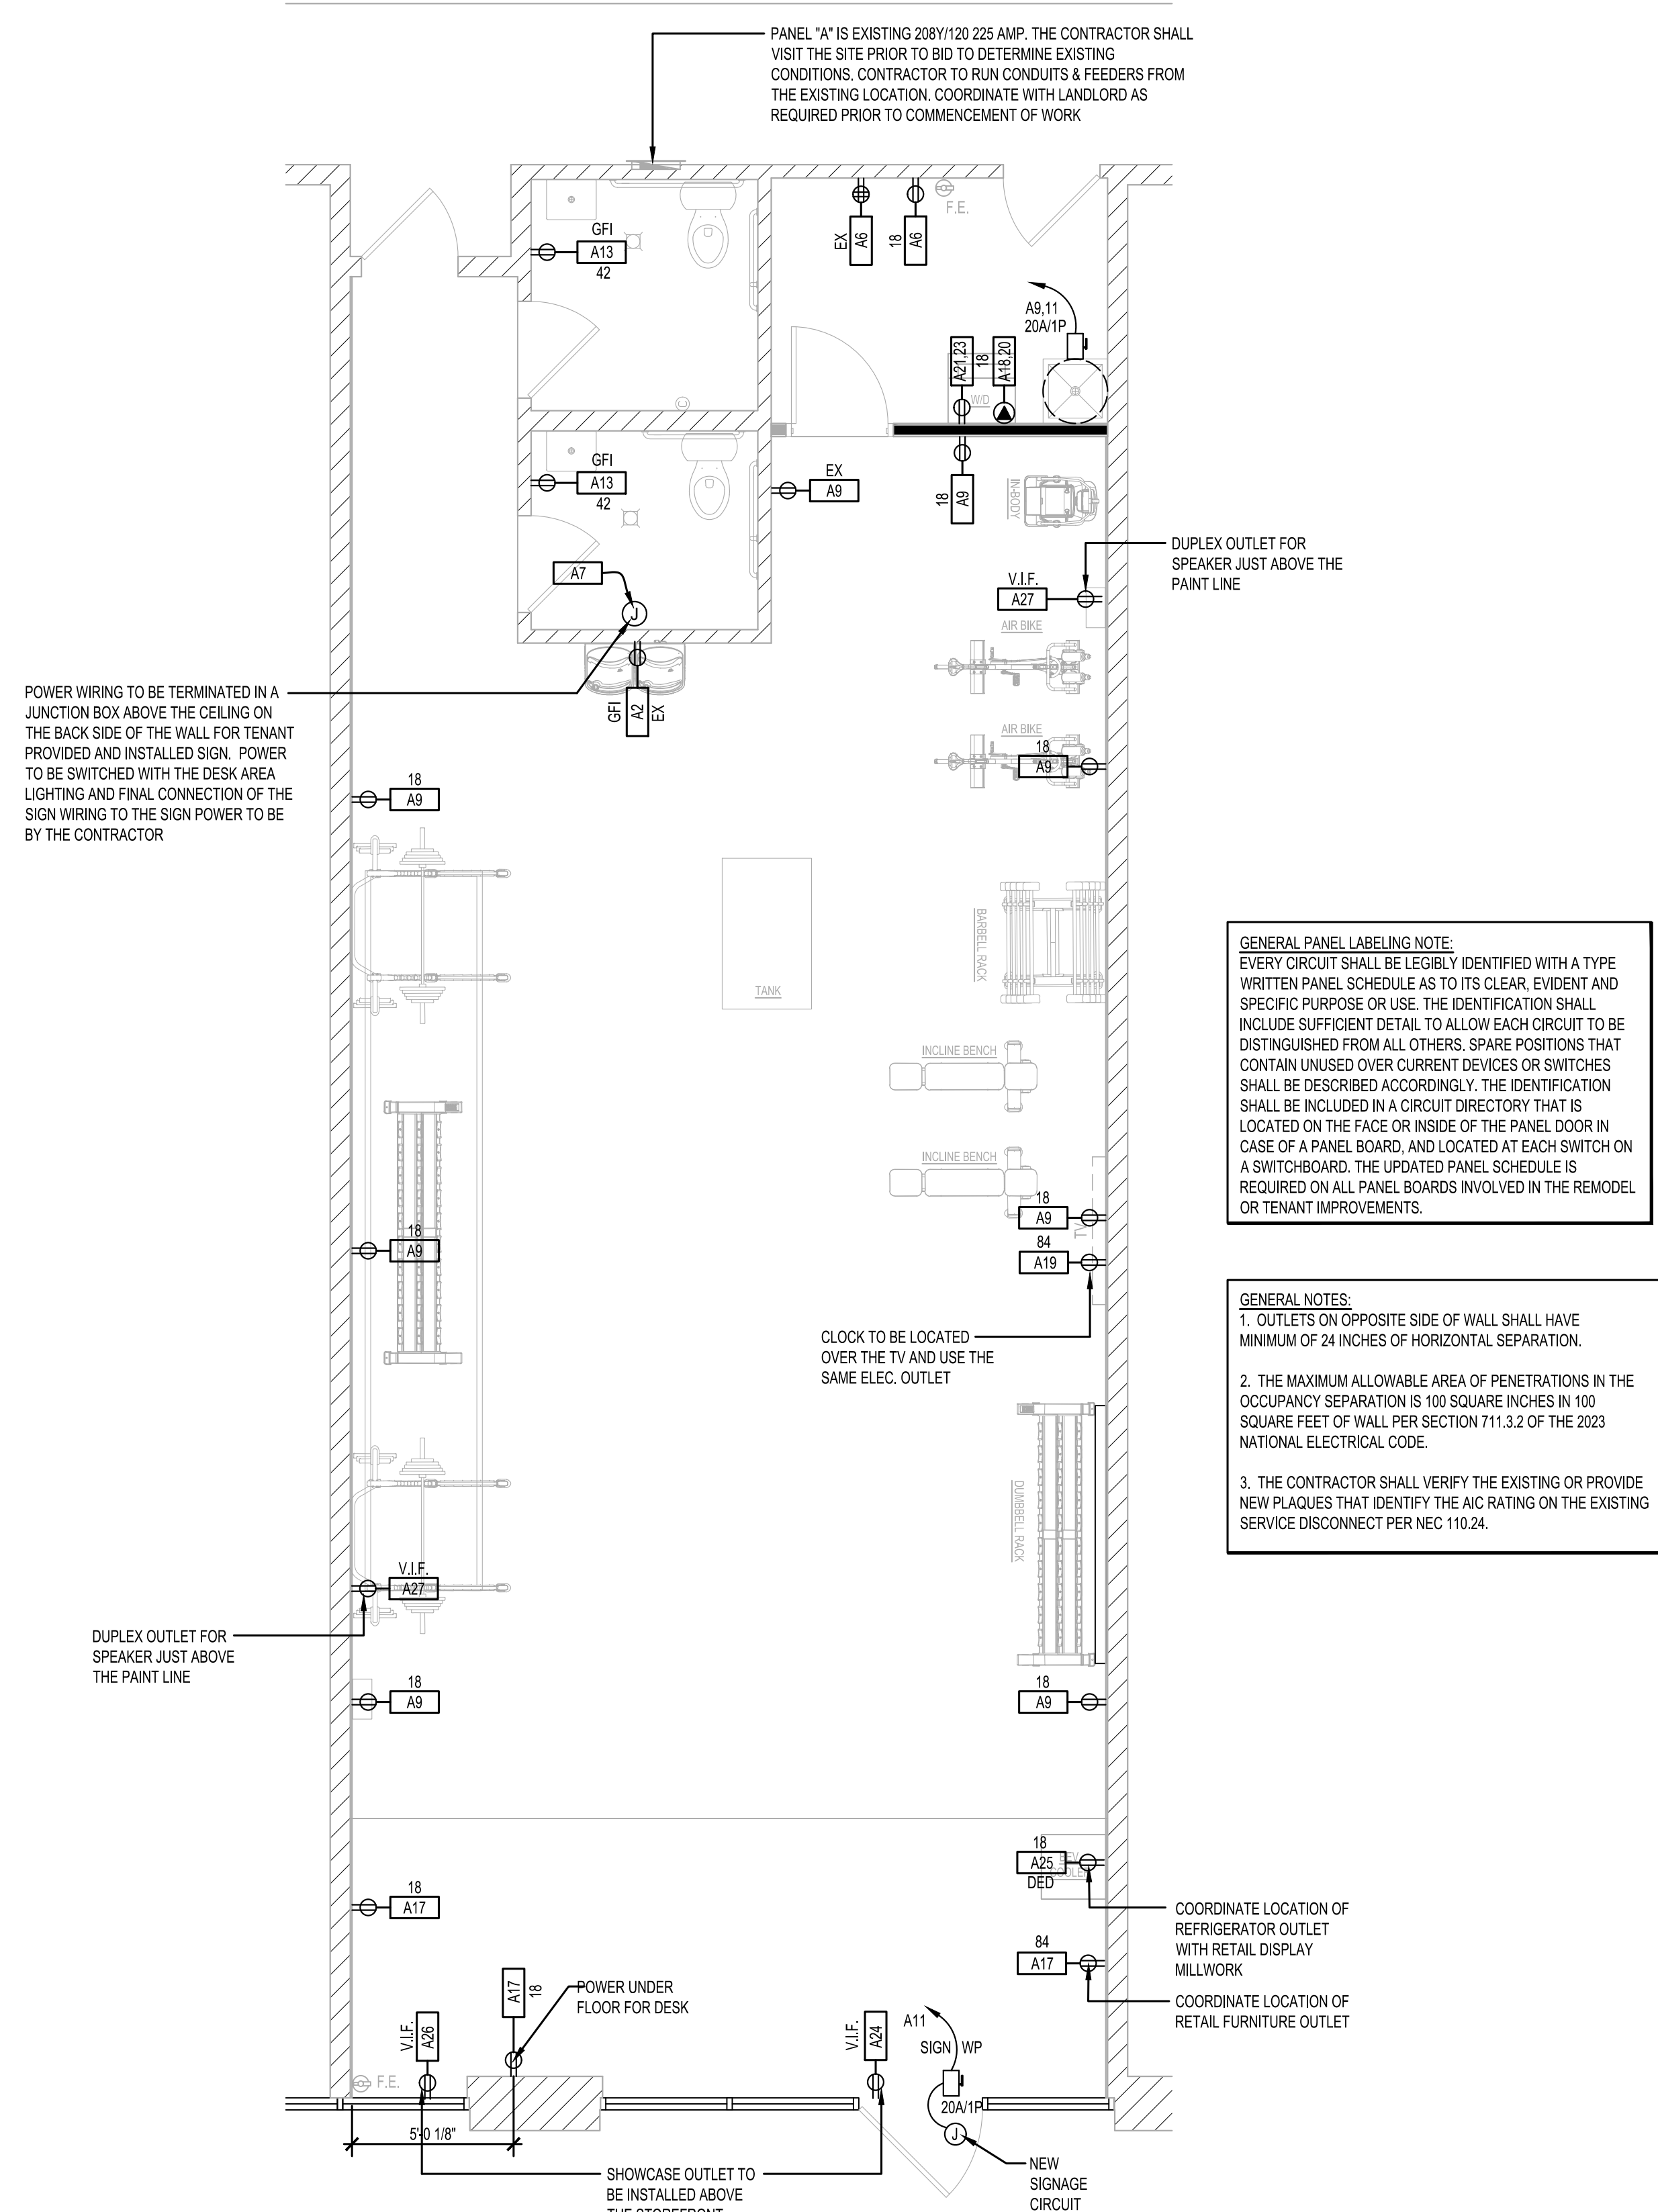 PANEL "A" IS EXISTING 208Y/120 225 AMP. THE CONTRACTOR SHALL
VISIT THE SITE PRIOR TO BID TO DETERMINE EXISTING
CONDITIONS. CONTRACTOR TO RUN CONDUITS & FEEDERS FROM
THE EXISTING LOCATION. COORDINATE WITH LANDLORD AS
REQUIRED PRIOR TO COMMENCEMENT OF WORK
GFI
A13
42
EX
A6
18
A6
F.E.
A9,11
20A/1P
A21,23
18
A18,20
W/D
GFI
A13
42
EX
A9
18
A9
IN-BODY
DUPLEX OUTLET FOR
SPEAKER JUST ABOVE THE
PAINT LINE
V.I.F.
A27
AIR BIKE
A7
J
GFI
A2
EX
POWER WIRING TO BE TERMINATED IN A
JUNCTION BOX ABOVE THE CEILING ON
THE BACK SIDE OF THE WALL FOR TENANT
PROVIDED AND INSTALLED SIGN. POWER
TO BE SWITCHED WITH THE DESK AREA
LIGHTING AND FINAL CONNECTION OF THE
SIGN WIRING TO THE SIGN POWER TO BE
BY THE CONTRACTOR
AIR BIKE
18
A9
18
A9
TANK
BARBELL RACK
INCLINE BENCH
INCLINE BENCH
18
A9
TV
84
A19
18
A9
CLOCK TO BE LOCATED
OVER THE TV AND USE THE
SAME ELEC. OUTLET
GENERAL PANEL LABELING NOTE:
EVERY CIRCUIT SHALL BE LEGIBLY IDENTIFIED WITH A TYPE
WRITTEN PANEL SCHEDULE AS TO ITS CLEAR, EVIDENT AND
SPECIFIC PURPOSE OR USE. THE IDENTIFICATION SHALL
INCLUDE SUFFICIENT DETAIL TO ALLOW EACH CIRCUIT TO BE
DISTINGUISHED FROM ALL OTHERS. SPARE POSITIONS THAT
CONTAIN UNUSED OVER CURRENT DEVICES OR SWITCHES
SHALL BE DESCRIBED ACCORDINGLY. THE IDENTIFICATION
SHALL BE INCLUDED IN A CIRCUIT DIRECTORY THAT IS
LOCATED ON THE FACE OR INSIDE OF THE PANEL DOOR IN
CASE OF A PANEL BOARD, AND LOCATED AT EACH SWITCH ON
A SWITCHBOARD. THE UPDATED PANEL SCHEDULE IS
REQUIRED ON ALL PANEL BOARDS INVOLVED IN THE REMODEL
OR TENANT IMPROVEMENTS.
GENERAL NOTES:
1. OUTLETS ON OPPOSITE SIDE OF WALL SHALL HAVE
MINIMUM OF 24 INCHES OF HORIZONTAL SEPARATION.
2. THE MAXIMUM ALLOWABLE AREA OF PENETRATIONS IN THE
OCCUPANCY SEPARATION IS 100 SQUARE INCHES IN 100
SQUARE FEET OF WALL PER SECTION 711.3.2 OF THE 2023
NATIONAL ELECTRICAL CODE.
3. THE CONTRACTOR SHALL VERIFY THE EXISTING OR PROVIDE
NEW PLAQUES THAT IDENTIFY THE AIC RATING ON THE EXISTING
SERVICE DISCONNECT PER NEC 110.24.
DUMBBELL RACK
V.I.F.
A27
DUPLEX OUTLET FOR
SPEAKER JUST ABOVE
THE PAINT LINE
18
A9
18
A9
18
A25
DED
BEV
COOLER
18
A17
COORDINATE LOCATION OF
REFRIGERATOR OUTLET
WITH RETAIL DISPLAY
MILLWORK
84
A17
COORDINATE LOCATION OF
RETAIL FURNITURE OUTLET
A17
18
POWER UNDER
FLOOR FOR DESK
V.I.F.
A26
V.I.F.
A24
A11
SIGN WP
20A/1P
J
F.E.
5'-0 1/8"
SHOWCASE OUTLET TO
BE INSTALLED ABOVE
THE STOREFRONT
NEW
SIGNAGE
CIRCUIT